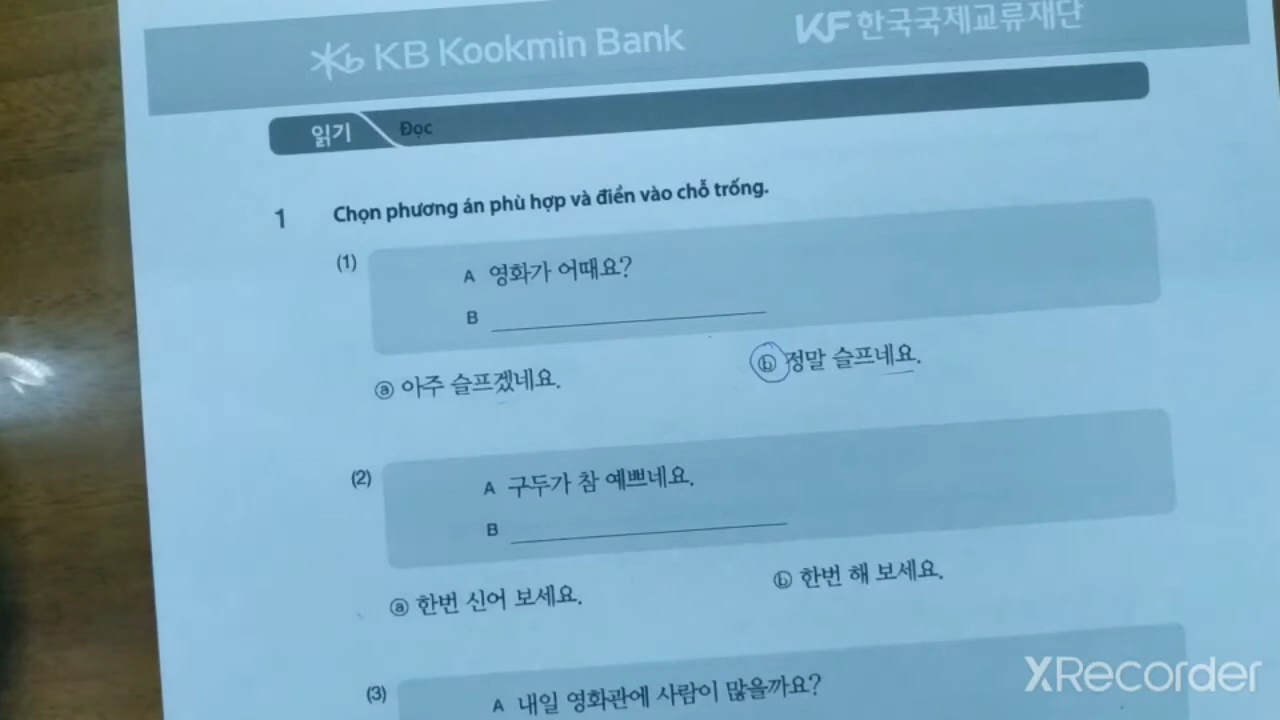 KB Kookmin Bank
KF 한국국제교류재단
읽기 Đọc
1 Chọn phương án phù hợp và điền vào chỗ trống.
(1) A 영화가 어때요?
B
ⓐ 아주 슬프겠네요. ⓑ 정말 슬프네요.
(2) A 구두가 참 예쁘네요.
B
ⓐ 한번 신어 보세요. ⓑ 한번 해 보세요.
(3) A 내일 영화관에 사람이 많을까요?
XRecorder